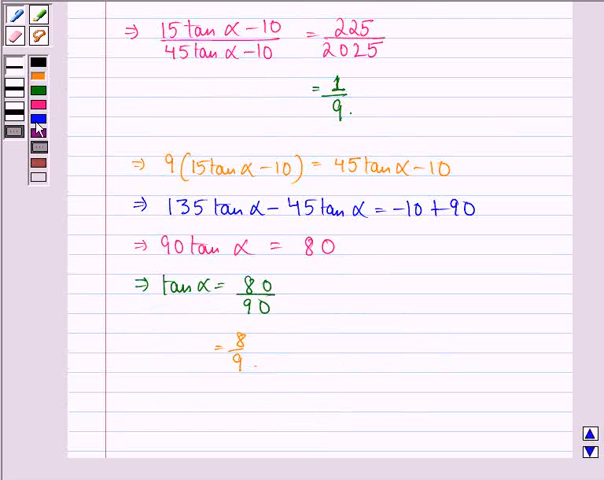 ⇒ 15 tan α − 10 / 45 tan α − 10 = 225 / 2025
= 1/9.
⇒ 9(15 tan α − 10) = 45 tan α − 10
⇒ 135 tan α − 45 tan α = −10 + 90
⇒ 90 tan α = 80
⇒ tan α = 80/90
= 8/9.